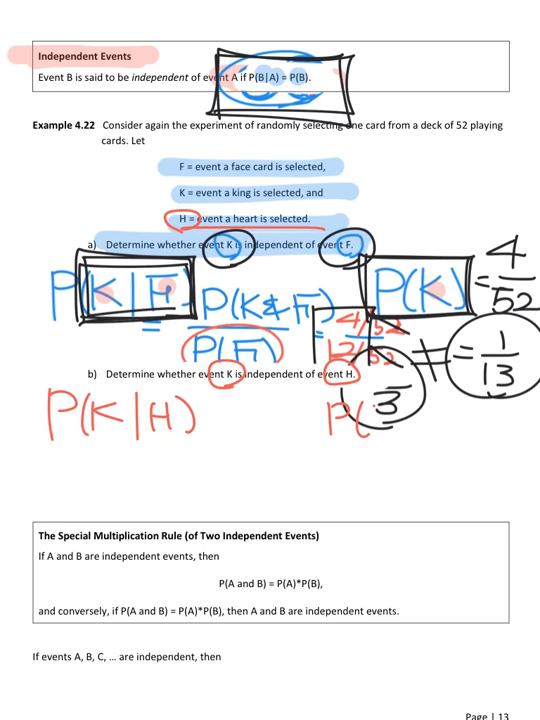 Independent Events
Event B is said to be independent of event A if P(B|A) = P(B).
Example 4.22 Consider again the experiment of randomly selecting one card from a deck of 52 playing
cards. Let
F = event a face card is selected,
K = event a king is selected, and
H = event a heart is selected.
a) Determine whether event K is independent of event F.
P(K|F) = P(K&F) / P(F) = 4/52 / 12/52 = 1/3 ≠ P(K) = 4/52 = 1/13
b) Determine whether event K is independent of event H.
P(K|H) P(
The Special Multiplication Rule (of Two Independent Events)
If A and B are independent events, then
P(A and B) = P(A)*P(B),
and conversely, if P(A and B) = P(A)*P(B), then A and B are independent events.
If events A, B, C, … are independent, then
Page | 13